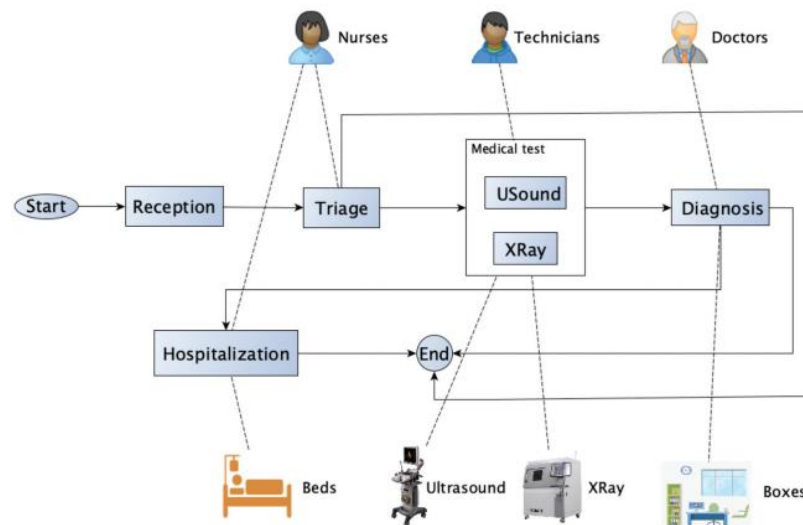 Nurses
Technicians
Doctors
Medical test
USound
Start
Reception
Triage
Diagnosis
XRay
Hospitalization
End
Beds
Ultrasound
XRay
Boxes